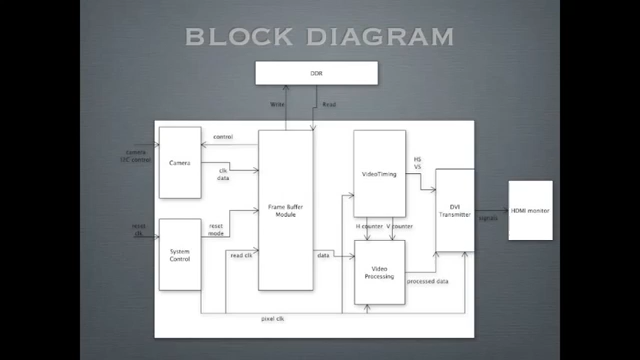 BLOCK DIAGRAM
DDR
Write
Read
control
camera
I2C control
Camera
clk
data
Frame Buffer
Module
VideoTiming
HS
VS
DVI
Transmitter
signals
HDMI monitor
reset
clk
System
Control
reset
mode
read clk
data
H counter
V counter
Video
Processing
processed data
pixel clk